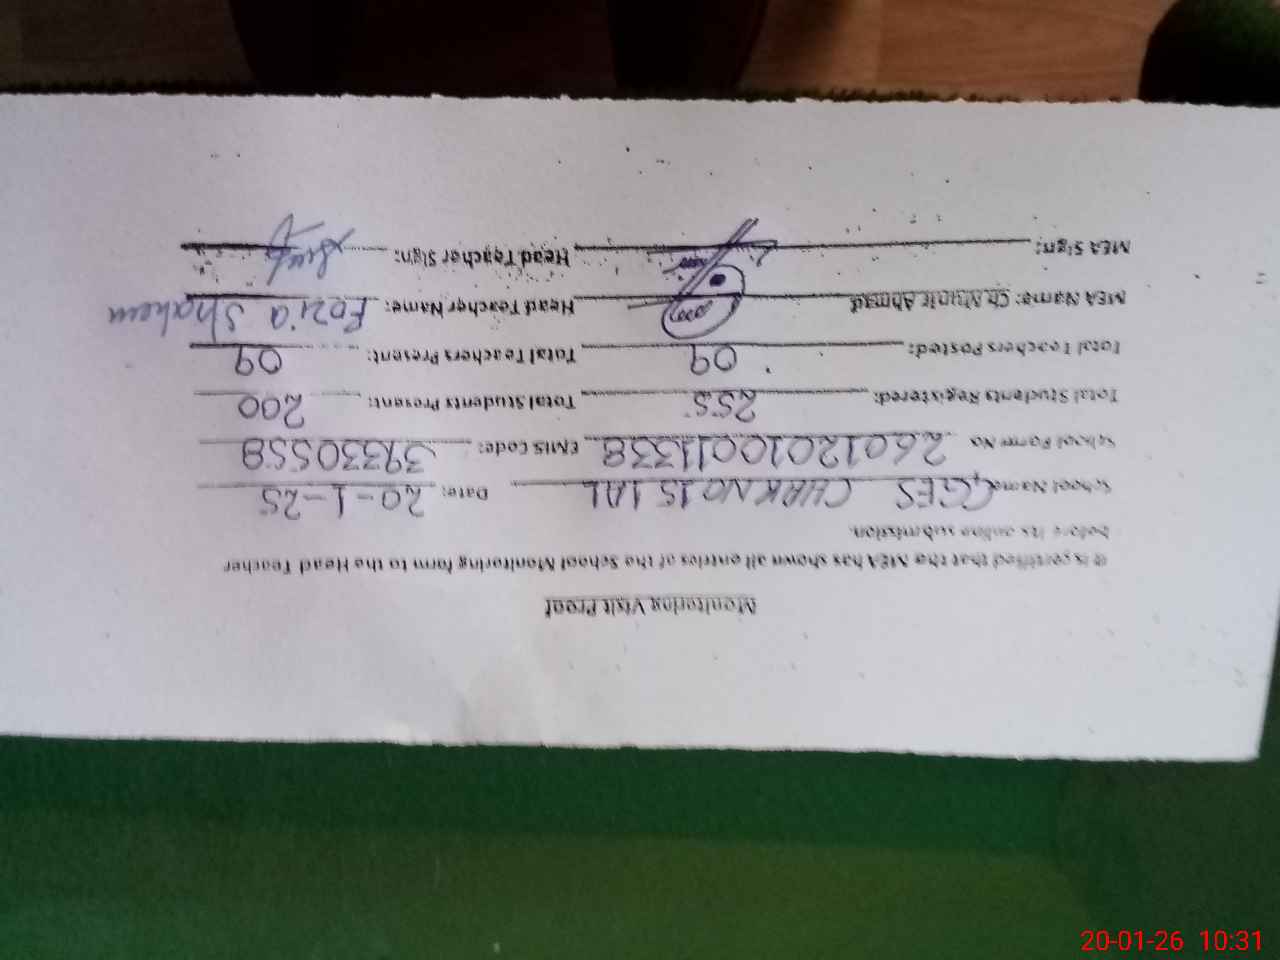 Monitoring Visit Proof
It is certified that the MEA has shown all entries of the School Monitoring form to the Head Teacher
before its online submission.
School Name GGES CHAK NO 151AL Date: 20-1-25
School Form No 26012010011338 EMIS Code: 39330558
Total Students Registered: 255 Total Students Present: 200
Total Teachers Posted: 09 Total Teachers Present: 09
MEA Name: Ch Munir Ahmad Head Teacher Name: Fozia Shaheen
MEA Sign: Head Teacher Sign:
20-01-26 10:31